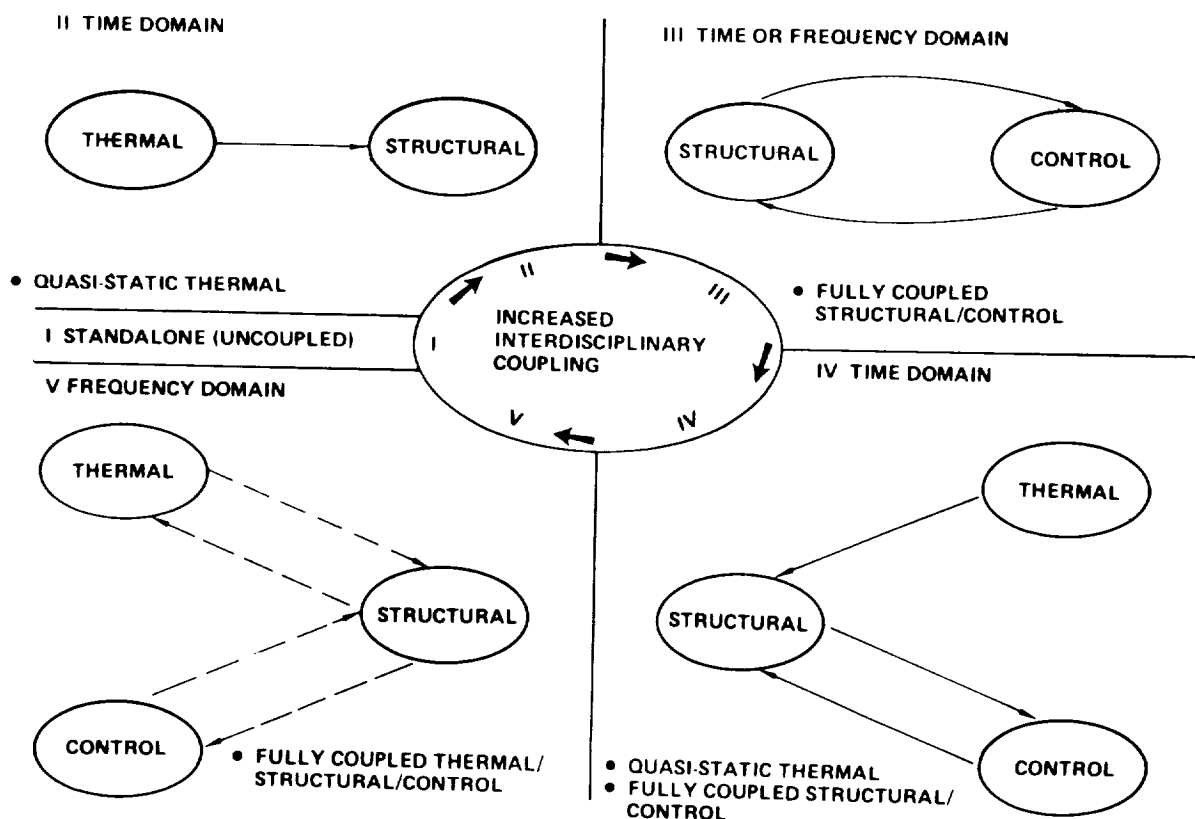 II TIME DOMAIN
THERMAL
STRUCTURAL
• QUASI-STATIC THERMAL
III TIME OR FREQUENCY DOMAIN
STRUCTURAL
CONTROL
• FULLY COUPLED
STRUCTURAL/CONTROL
I STANDALONE (UNCOUPLED)
II
III
I
INCREASED
INTERDISCIPLINARY
COUPLING
V
IV
V FREQUENCY DOMAIN
THERMAL
STRUCTURAL
CONTROL
• FULLY COUPLED THERMAL/
STRUCTURAL/CONTROL
IV TIME DOMAIN
THERMAL
STRUCTURAL
CONTROL
• QUASI-STATIC THERMAL
• FULLY COUPLED STRUCTURAL/
CONTROL